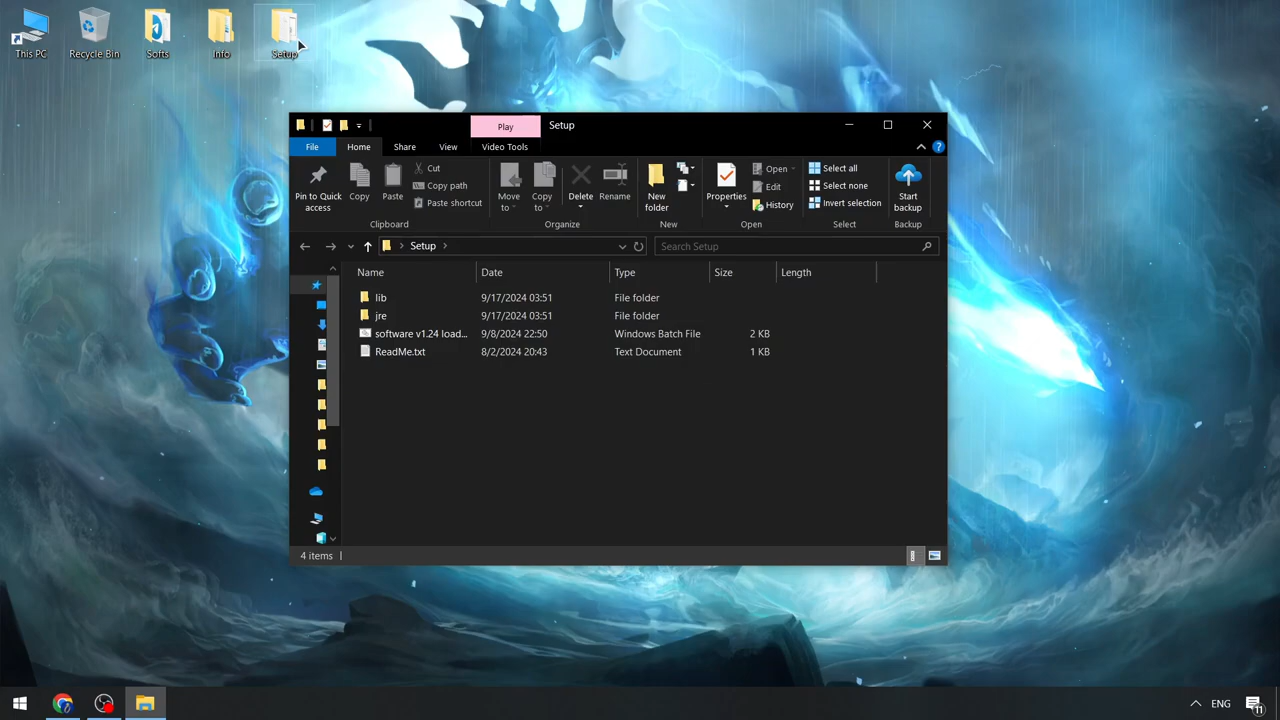 This PC
Recycle Bin
Softs
Info
Setup
Play
Setup
File
Home
Share
View
Video Tools
Pin to Quick
access
Copy
Paste
Cut
Copy path
Paste shortcut
Clipboard
Move
to
Copy
to
Delete
Rename
Organize
New
folder
New
Properties
Open
Edit
History
Open
Select all
Select none
Invert selection
Select
Start
backup
Backup
Setup
Search Setup
Name Date Type Size Length
lib 9/17/2024 03:51 File folder
jre 9/17/2024 03:51 File folder
software v1.24 load... 9/8/2024 22:50 Windows Batch File 2 KB
ReadMe.txt 8/2/2024 20:43 Text Document 1 KB
4 items
ENG
11